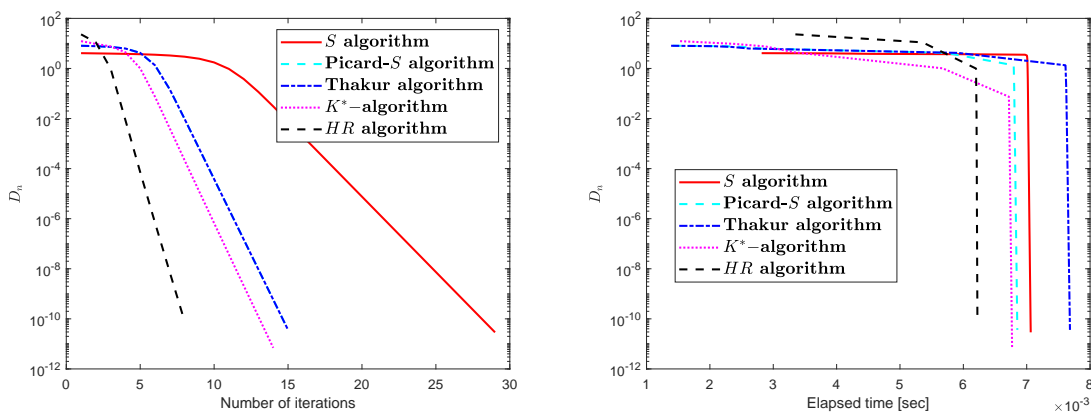 10^2
10^0
10^-2
10^-4
10^-6
10^-8
10^-10
10^-12
D_n
0 5 10 15 20 25 30
Number of iterations
S algorithm
Picard-S algorithm
Thakur algorithm
K*−algorithm
HR algorithm
10^2
10^0
10^-2
10^-4
10^-6
10^-8
10^-10
10^-12
D_n
1 2 3 4 5 6 7 8
Elapsed time [sec]
×10^-3
S algorithm
Picard-S algorithm
Thakur algorithm
K*−algorithm
HR algorithm